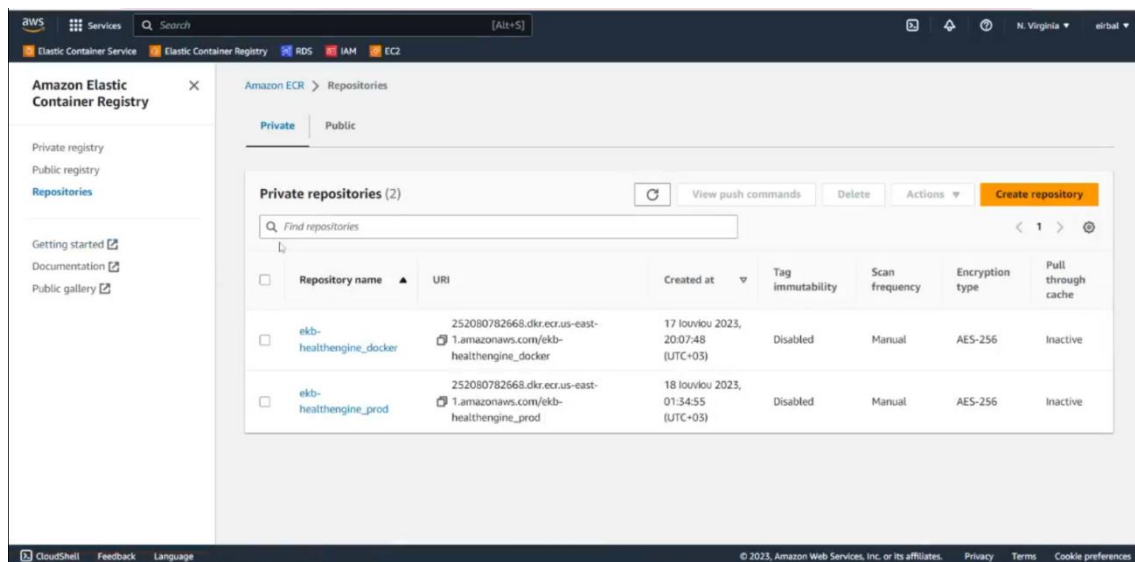 aws Services Search [Alt+S] N. Virginia ▼ eirbal ▼
Elastic Container Service Elastic Container Registry RDS IAM EC2
Amazon Elastic
Container Registry
Private registry
Public registry
Repositories
Getting started
Documentation
Public gallery
Amazon ECR > Repositories
Private Public
Private repositories (2) View push commands Delete Actions ▼ Create repository
Find repositories < 1 >
Repository name ▲ URI Created at ▽ Tag immutability Scan frequency Encryption type Pull through cache
ekb-
healthengine_docker
252080782668.dkr.ecr.us-east-
1.amazonaws.com/ekb-
healthengine_docker
17 Ιουνίου 2023,
20:07:48
(UTC+03)
Disabled Manual AES-256 Inactive
ekb-
healthengine_prod
252080782668.dkr.ecr.us-east-
1.amazonaws.com/ekb-
healthengine_prod
18 Ιουνίου 2023,
01:34:55
(UTC+03)
Disabled Manual AES-256 Inactive
CloudShell Feedback Language © 2023, Amazon Web Services, Inc. or its affiliates. Privacy Terms Cookie preferences